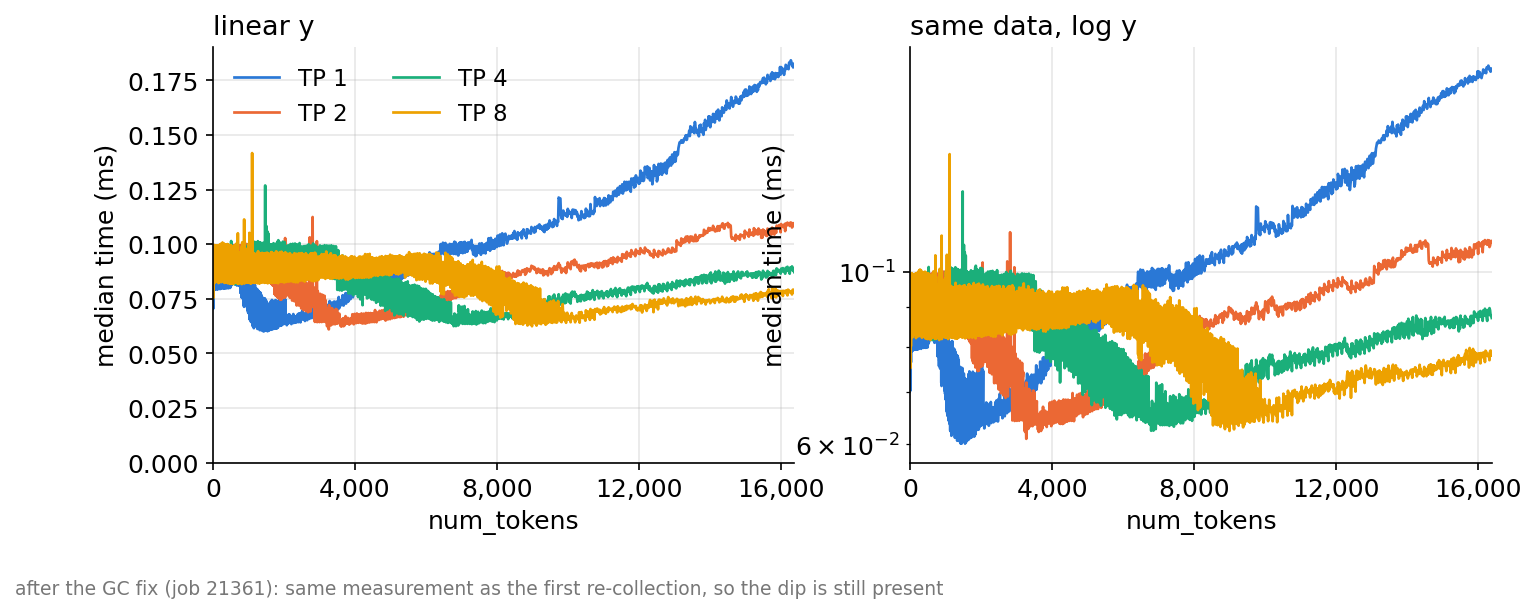 linear y
same data, log y
TP 1
TP 2
TP 4
TP 8
median time (ms)
0.175
0.150
0.125
0.100
0.075
0.050
0.025
0.000
0
4,000
8,000
12,000
16,000
num_tokens
median time (ms)
10⁻¹
6 × 10⁻²
0
4,000
8,000
12,000
16,000
num_tokens
after the GC fix (job 21361): same measurement as the first re-collection, so the dip is still present